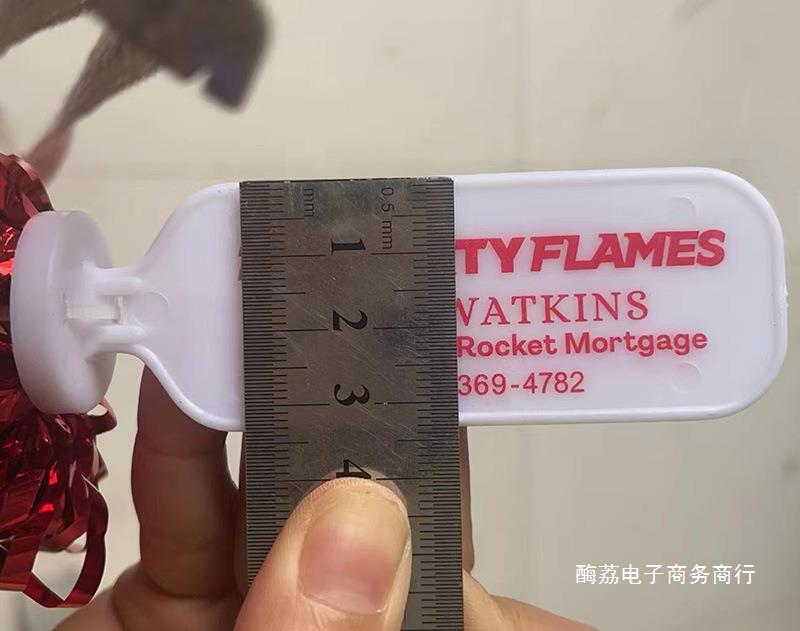 mm
0.5 mm
1
2
3
4
TY FLAMES
WATKINS
Rocket Mortgage
369-4782
酶荔电子商务商行